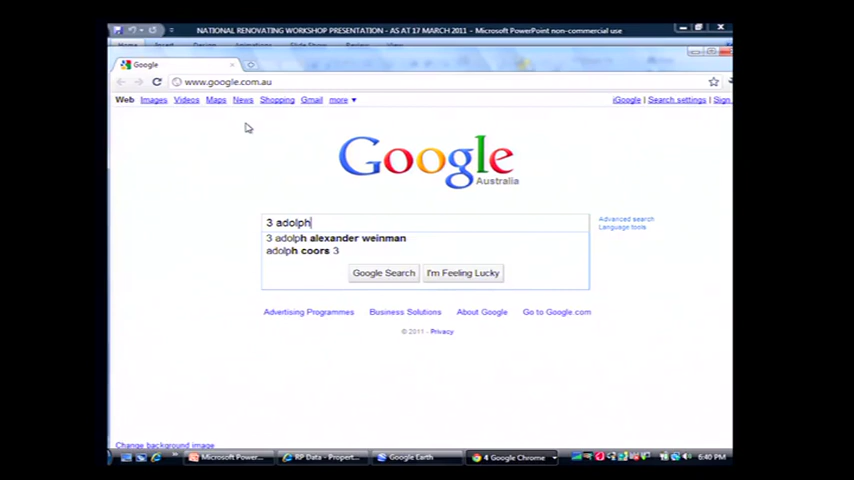 NATIONAL RENOVATING WORKSHOP PRESENTATION - AS AT 17 MARCH 2011 - Microsoft PowerPoint non-commercial use
Home Insert Design Animations Slide Show Review View
Google
www.google.com.au
Web Images Videos Maps News Shopping Gmail more ▼ iGoogle | Search settings | Sign
Google
Australia
3 adolph
Advanced search
Language tools
3 adolph alexander weinman
adolph coors 3
Google Search I'm Feeling Lucky
Advertising Programmes Business Solutions About Google Go to Google.com
© 2011 - Privacy
Change background image
Microsoft Power... RP Data - Propert... Google Earth 4 Google Chrome 6:40 PM